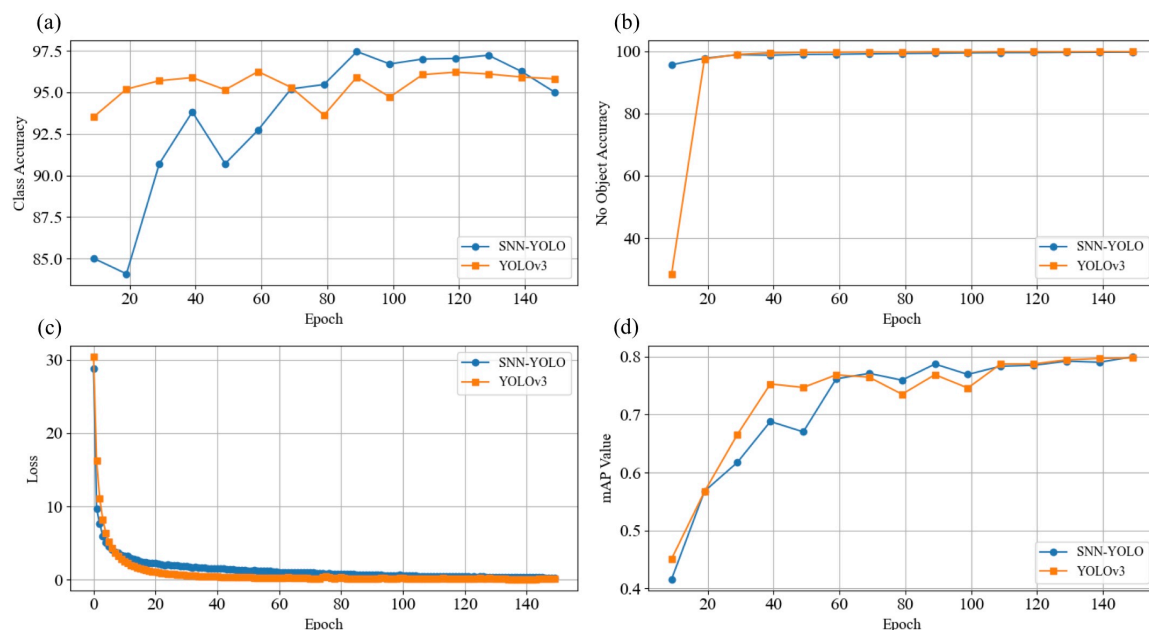 (a)
97.5
95.0
92.5
90.0
87.5
85.0
Class Accuracy
20 40 60 80 100 120 140
Epoch
SNN-YOLO
YOLOv3
(b)
100
80
60
40
No Object Accuracy
20 40 60 80 100 120 140
Epoch
SNN-YOLO
YOLOv3
(c)
30
20
10
0
Loss
0 20 40 60 80 100 120 140
Epoch
SNN-YOLO
YOLOv3
(d)
0.8
0.7
0.6
0.5
0.4
mAP Value
20 40 60 80 100 120 140
Epoch
SNN-YOLO
YOLOv3